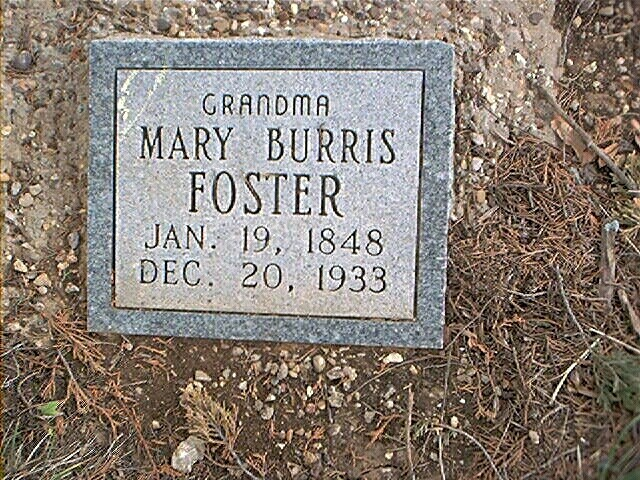 GRANDMA
MARY BURRIS
FOSTER
JAN. 19, 1848
DEC. 20, 1933